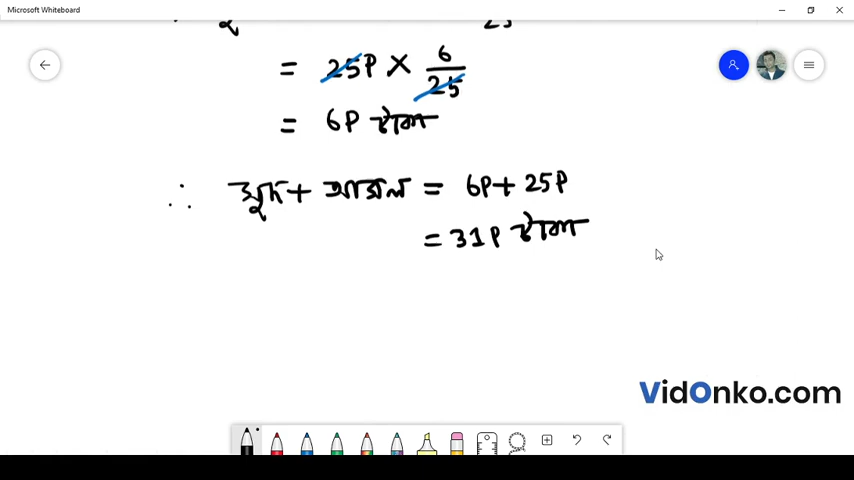 Microsoft Whiteboard
= 25P × 6/25
= 6P টাকা
∴ সুদ + আসল = 6P + 25P
= 31P টাকা
VidOnko.com